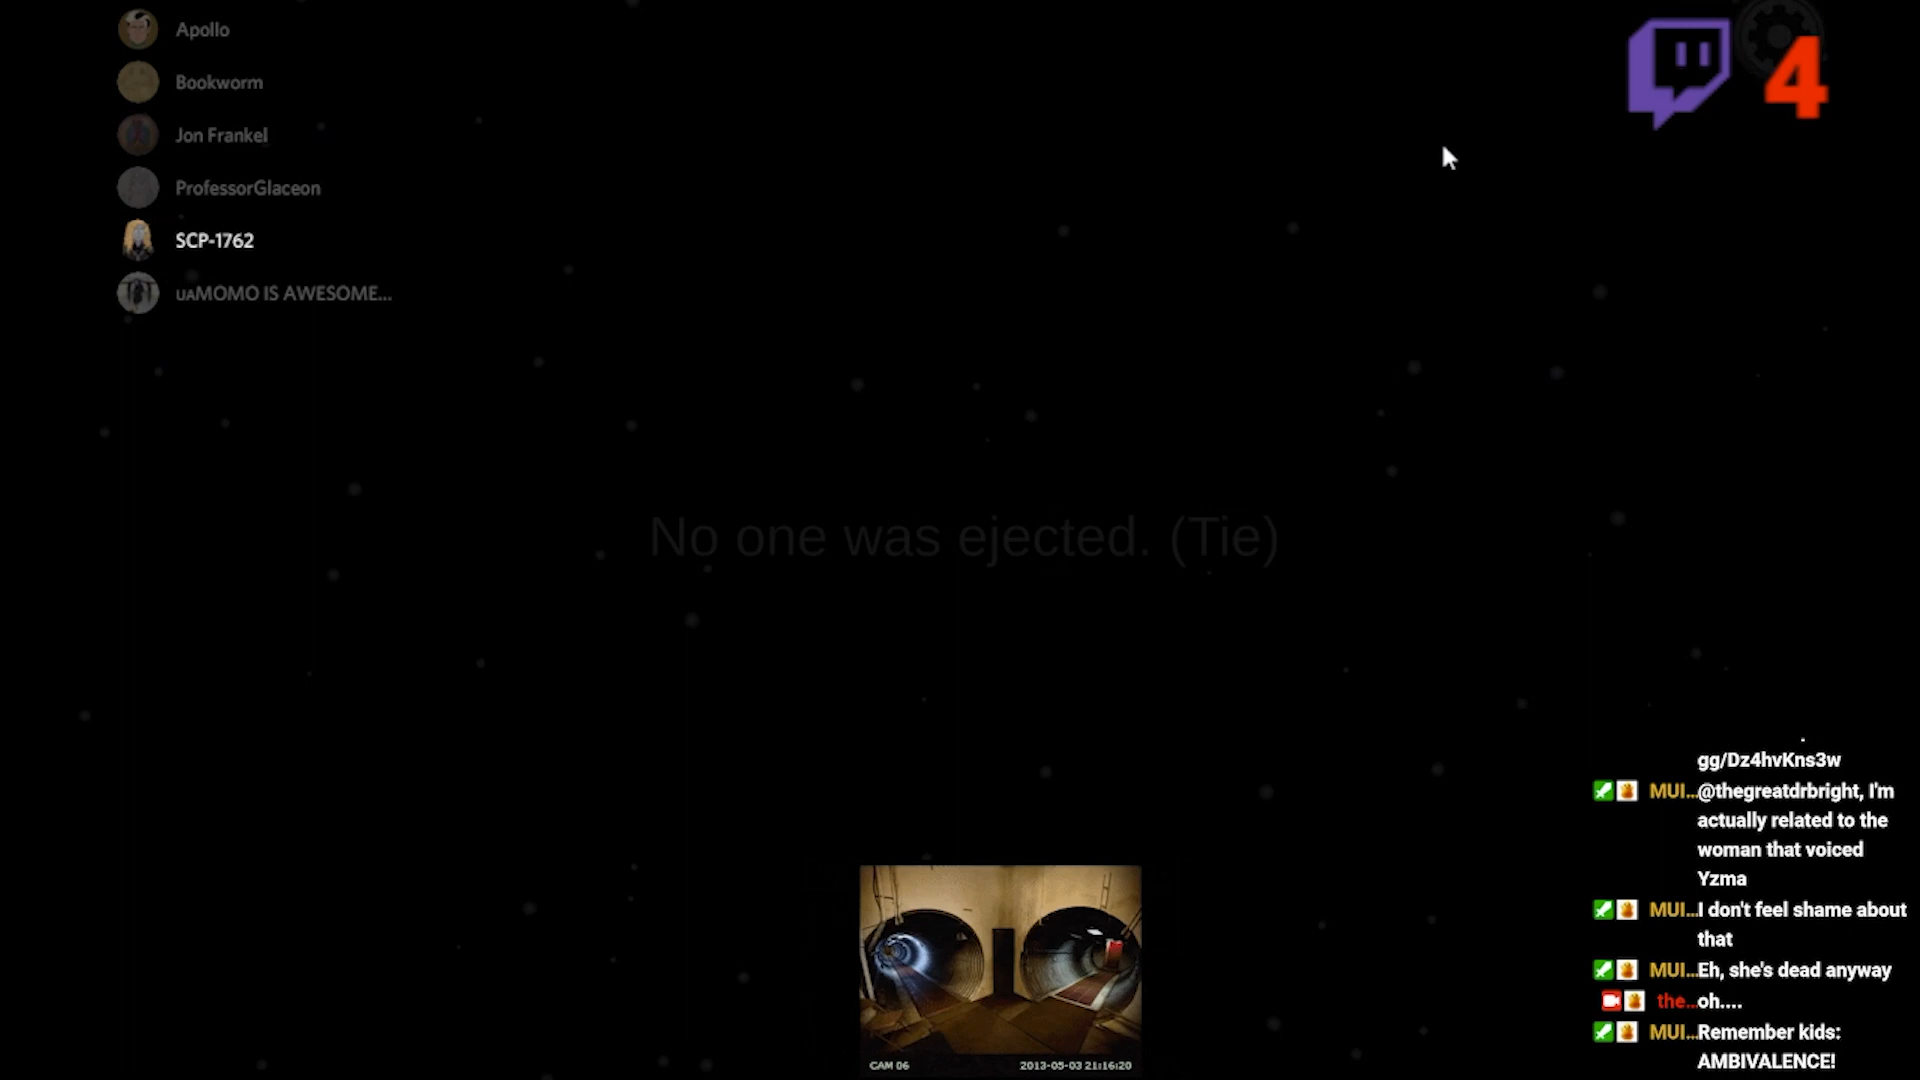 Apollo
Bookworm
Jon Frankel
ProfessorGlaceon
SCP-1762
uaMOMO IS AWESOME...
4
No one was ejected. (Tie)
gg/Dz4hvKns3w
MUI...@thegreatdrbright, I'm
actually related to the
woman that voiced
Yzma
MUI...I don't feel shame about
that
MUI...Eh, she's dead anyway
the...oh....
MUI...Remember kids:
AMBIVALENCE!
CAM 06
2013-05-03 21:16:20